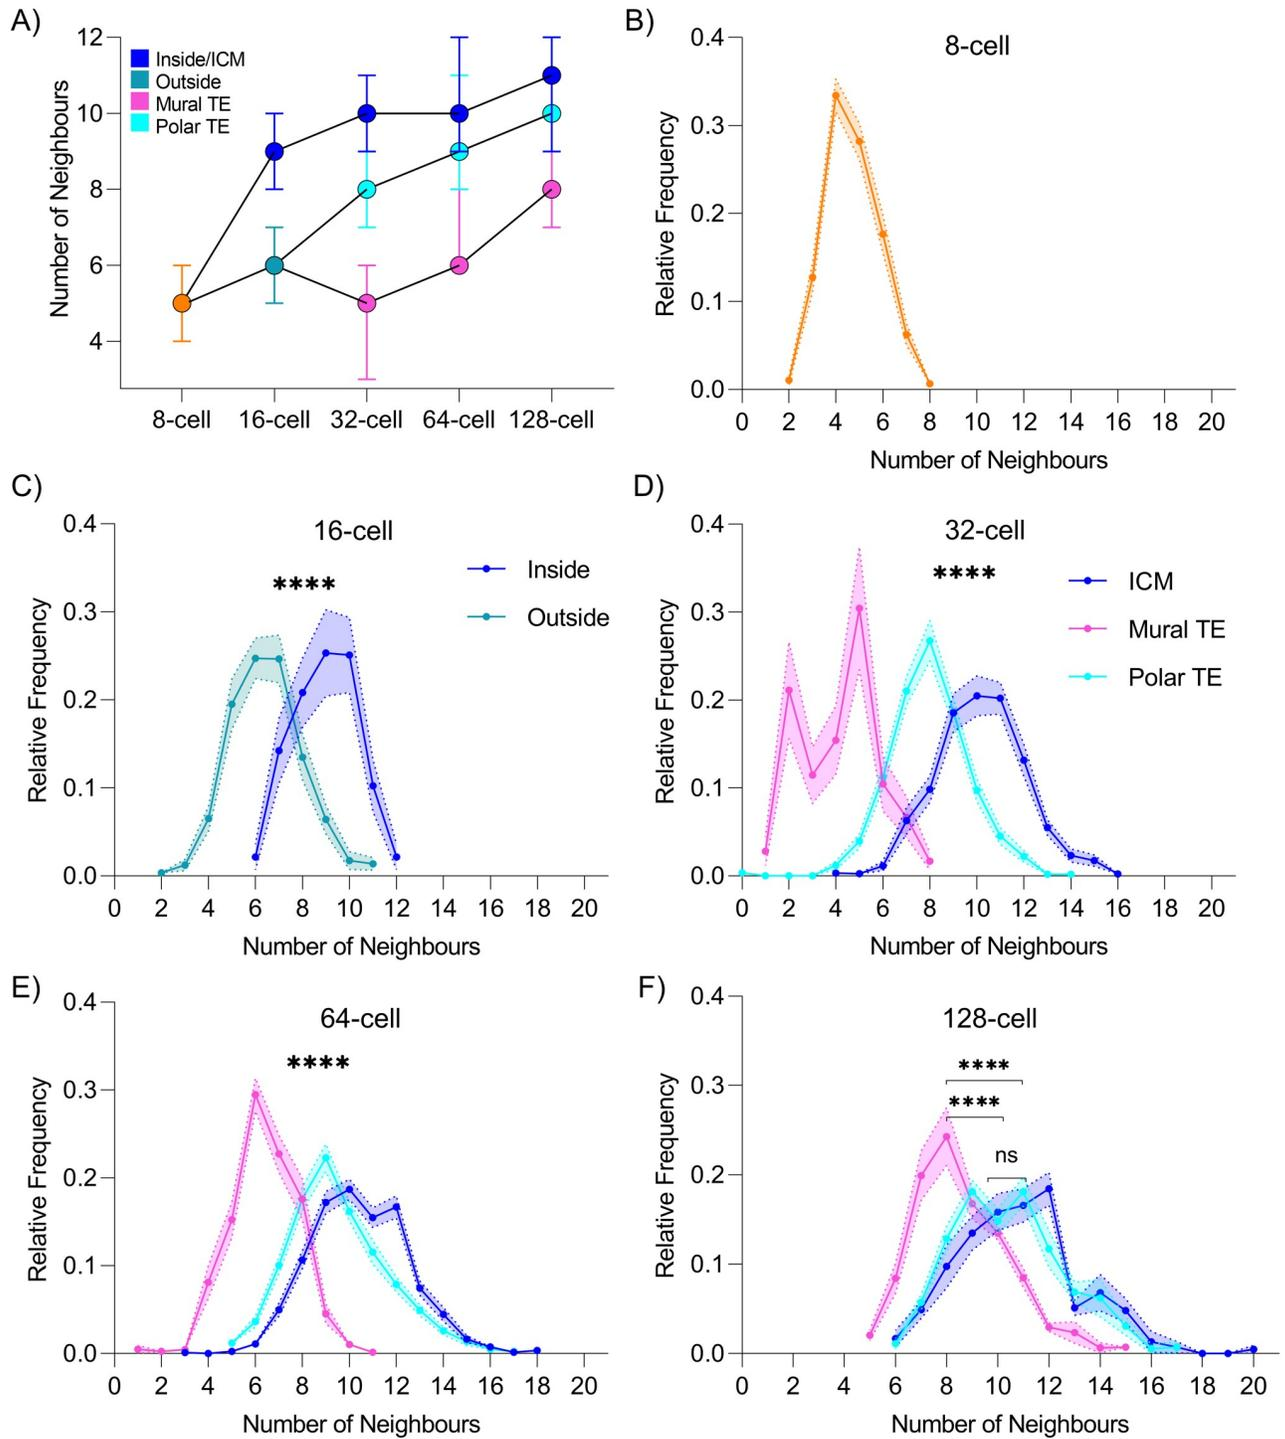 A)
Number of Neighbours
12
10
8
6
4
Inside/ICM
Outside
Mural TE
Polar TE
8-cell 16-cell 32-cell 64-cell 128-cell
B)
8-cell
Relative Frequency
0.4
0.3
0.2
0.1
0.0
0 2 4 6 8 10 12 14 16 18 20
Number of Neighbours
C)
16-cell
****
Inside
Outside
Relative Frequency
0.4
0.3
0.2
0.1
0.0
0 2 4 6 8 10 12 14 16 18 20
Number of Neighbours
D)
32-cell
****
ICM
Mural TE
Polar TE
Relative Frequency
0.4
0.3
0.2
0.1
0.0
0 2 4 6 8 10 12 14 16 18 20
Number of Neighbours
E)
64-cell
****
Relative Frequency
0.4
0.3
0.2
0.1
0.0
0 2 4 6 8 10 12 14 16 18 20
Number of Neighbours
F)
128-cell
****
****
ns
Relative Frequency
0.4
0.3
0.2
0.1
0.0
0 2 4 6 8 10 12 14 16 18 20
Number of Neighbours